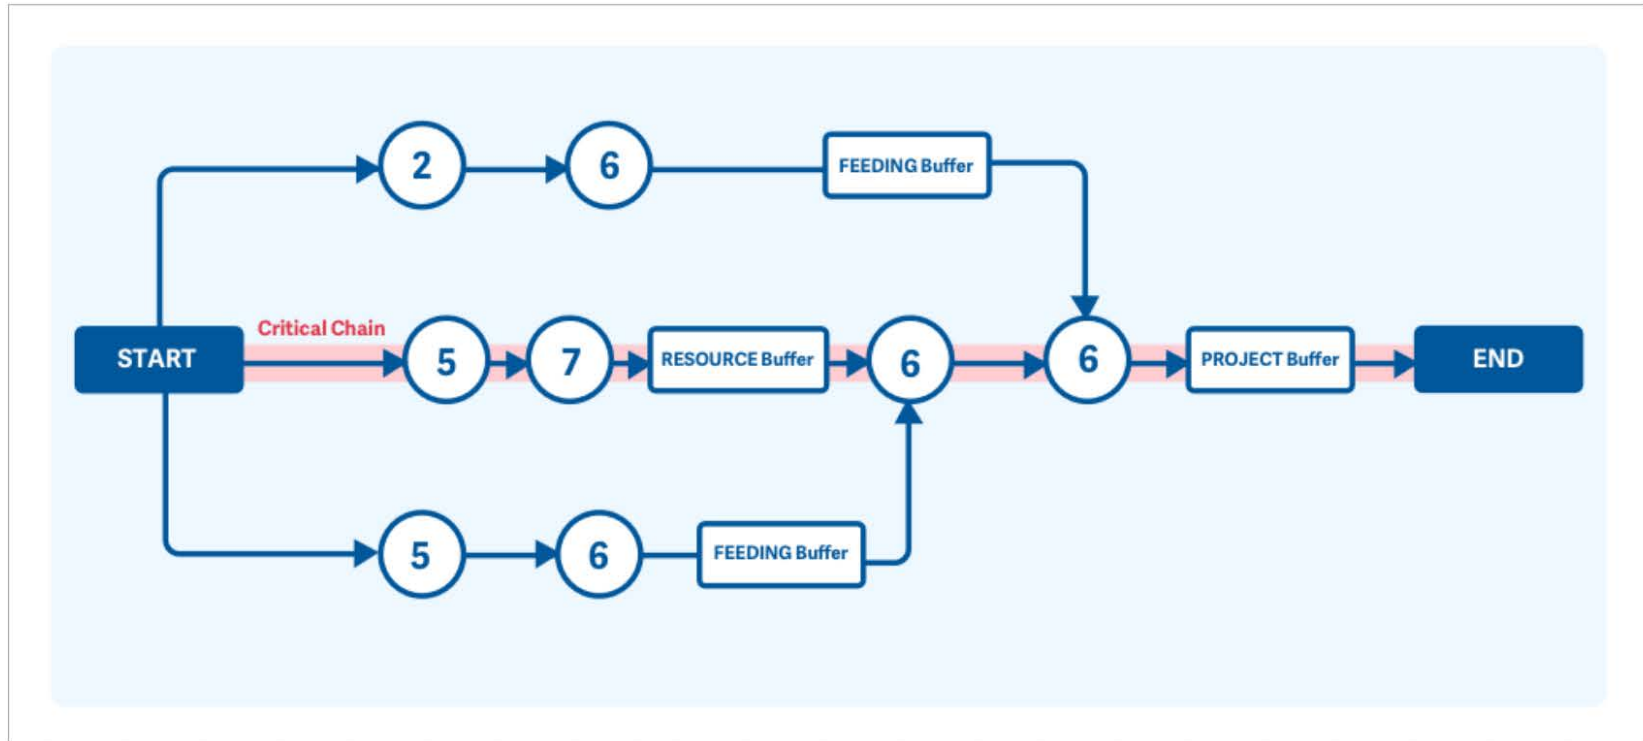 2
6
FEEDING Buffer
Critical Chain
START
5
7
RESOURCE Buffer
6
6
PROJECT Buffer
END
5
6
FEEDING Buffer